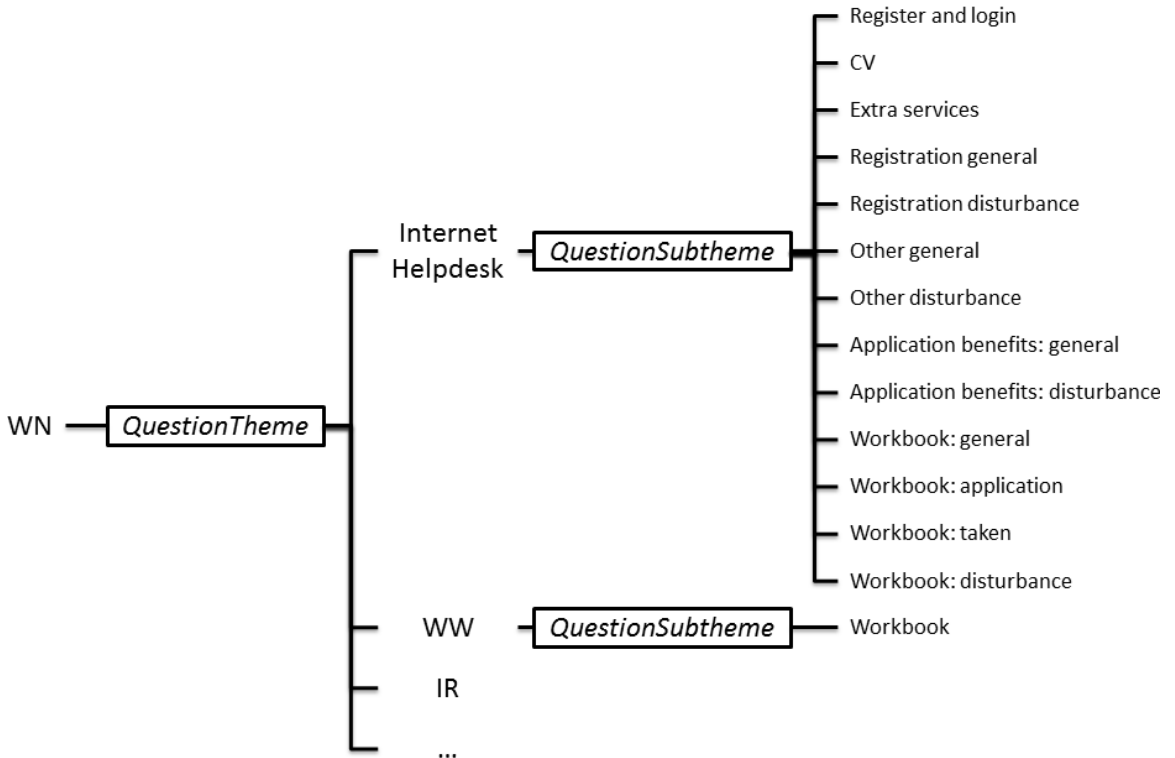 Register and login
CV
Extra services
Registration general
Registration disturbance
Internet
Helpdesk
QuestionSubtheme
Other general
Other disturbance
Application benefits: general
Application benefits: disturbance
WN
QuestionTheme
Workbook: general
Workbook: application
Workbook: taken
Workbook: disturbance
WW
QuestionSubtheme
Workbook
IR
...